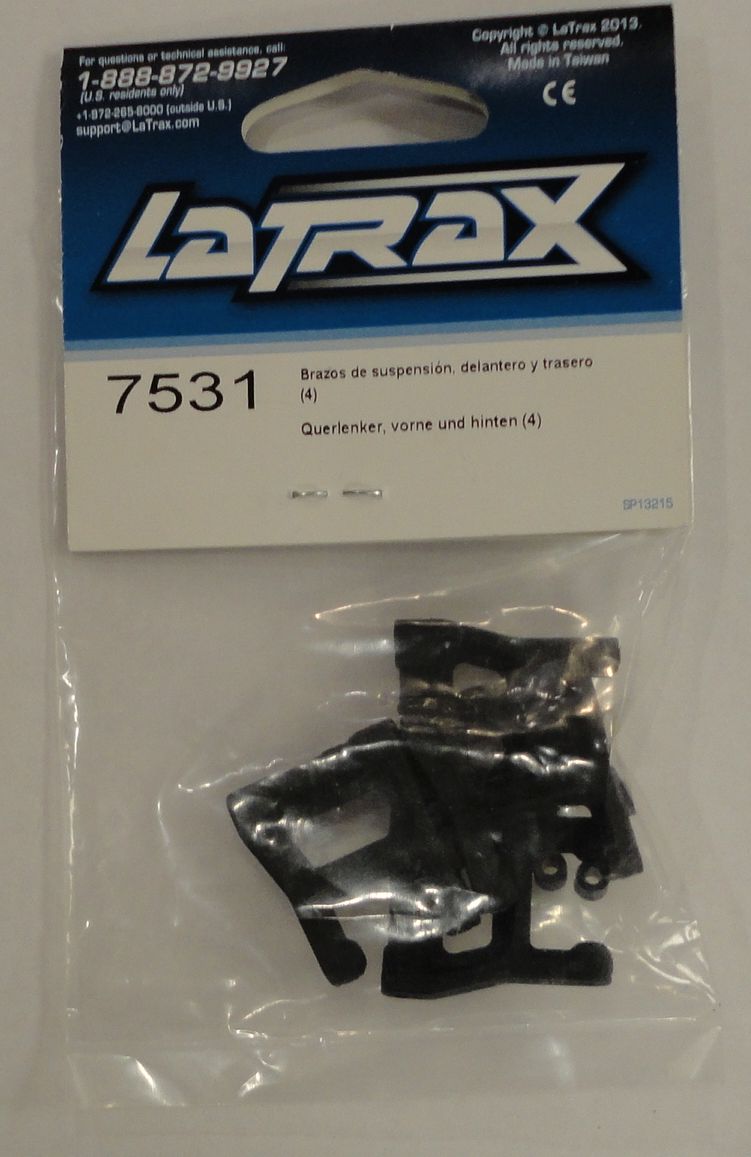 For questions or technical assistance, call:
1-888-872-9927
(U.S. residents only)
+1-972-265-8000 (outside U.S.)
support@LaTrax.com
Copyright © LaTrax 2013.
All rights reserved.
Made in Taiwan
CE
LaTRaX
7531
Brazos de suspensión, delantero y trasero
(4)
Querlenker, vorne und hinten (4)
SP13215